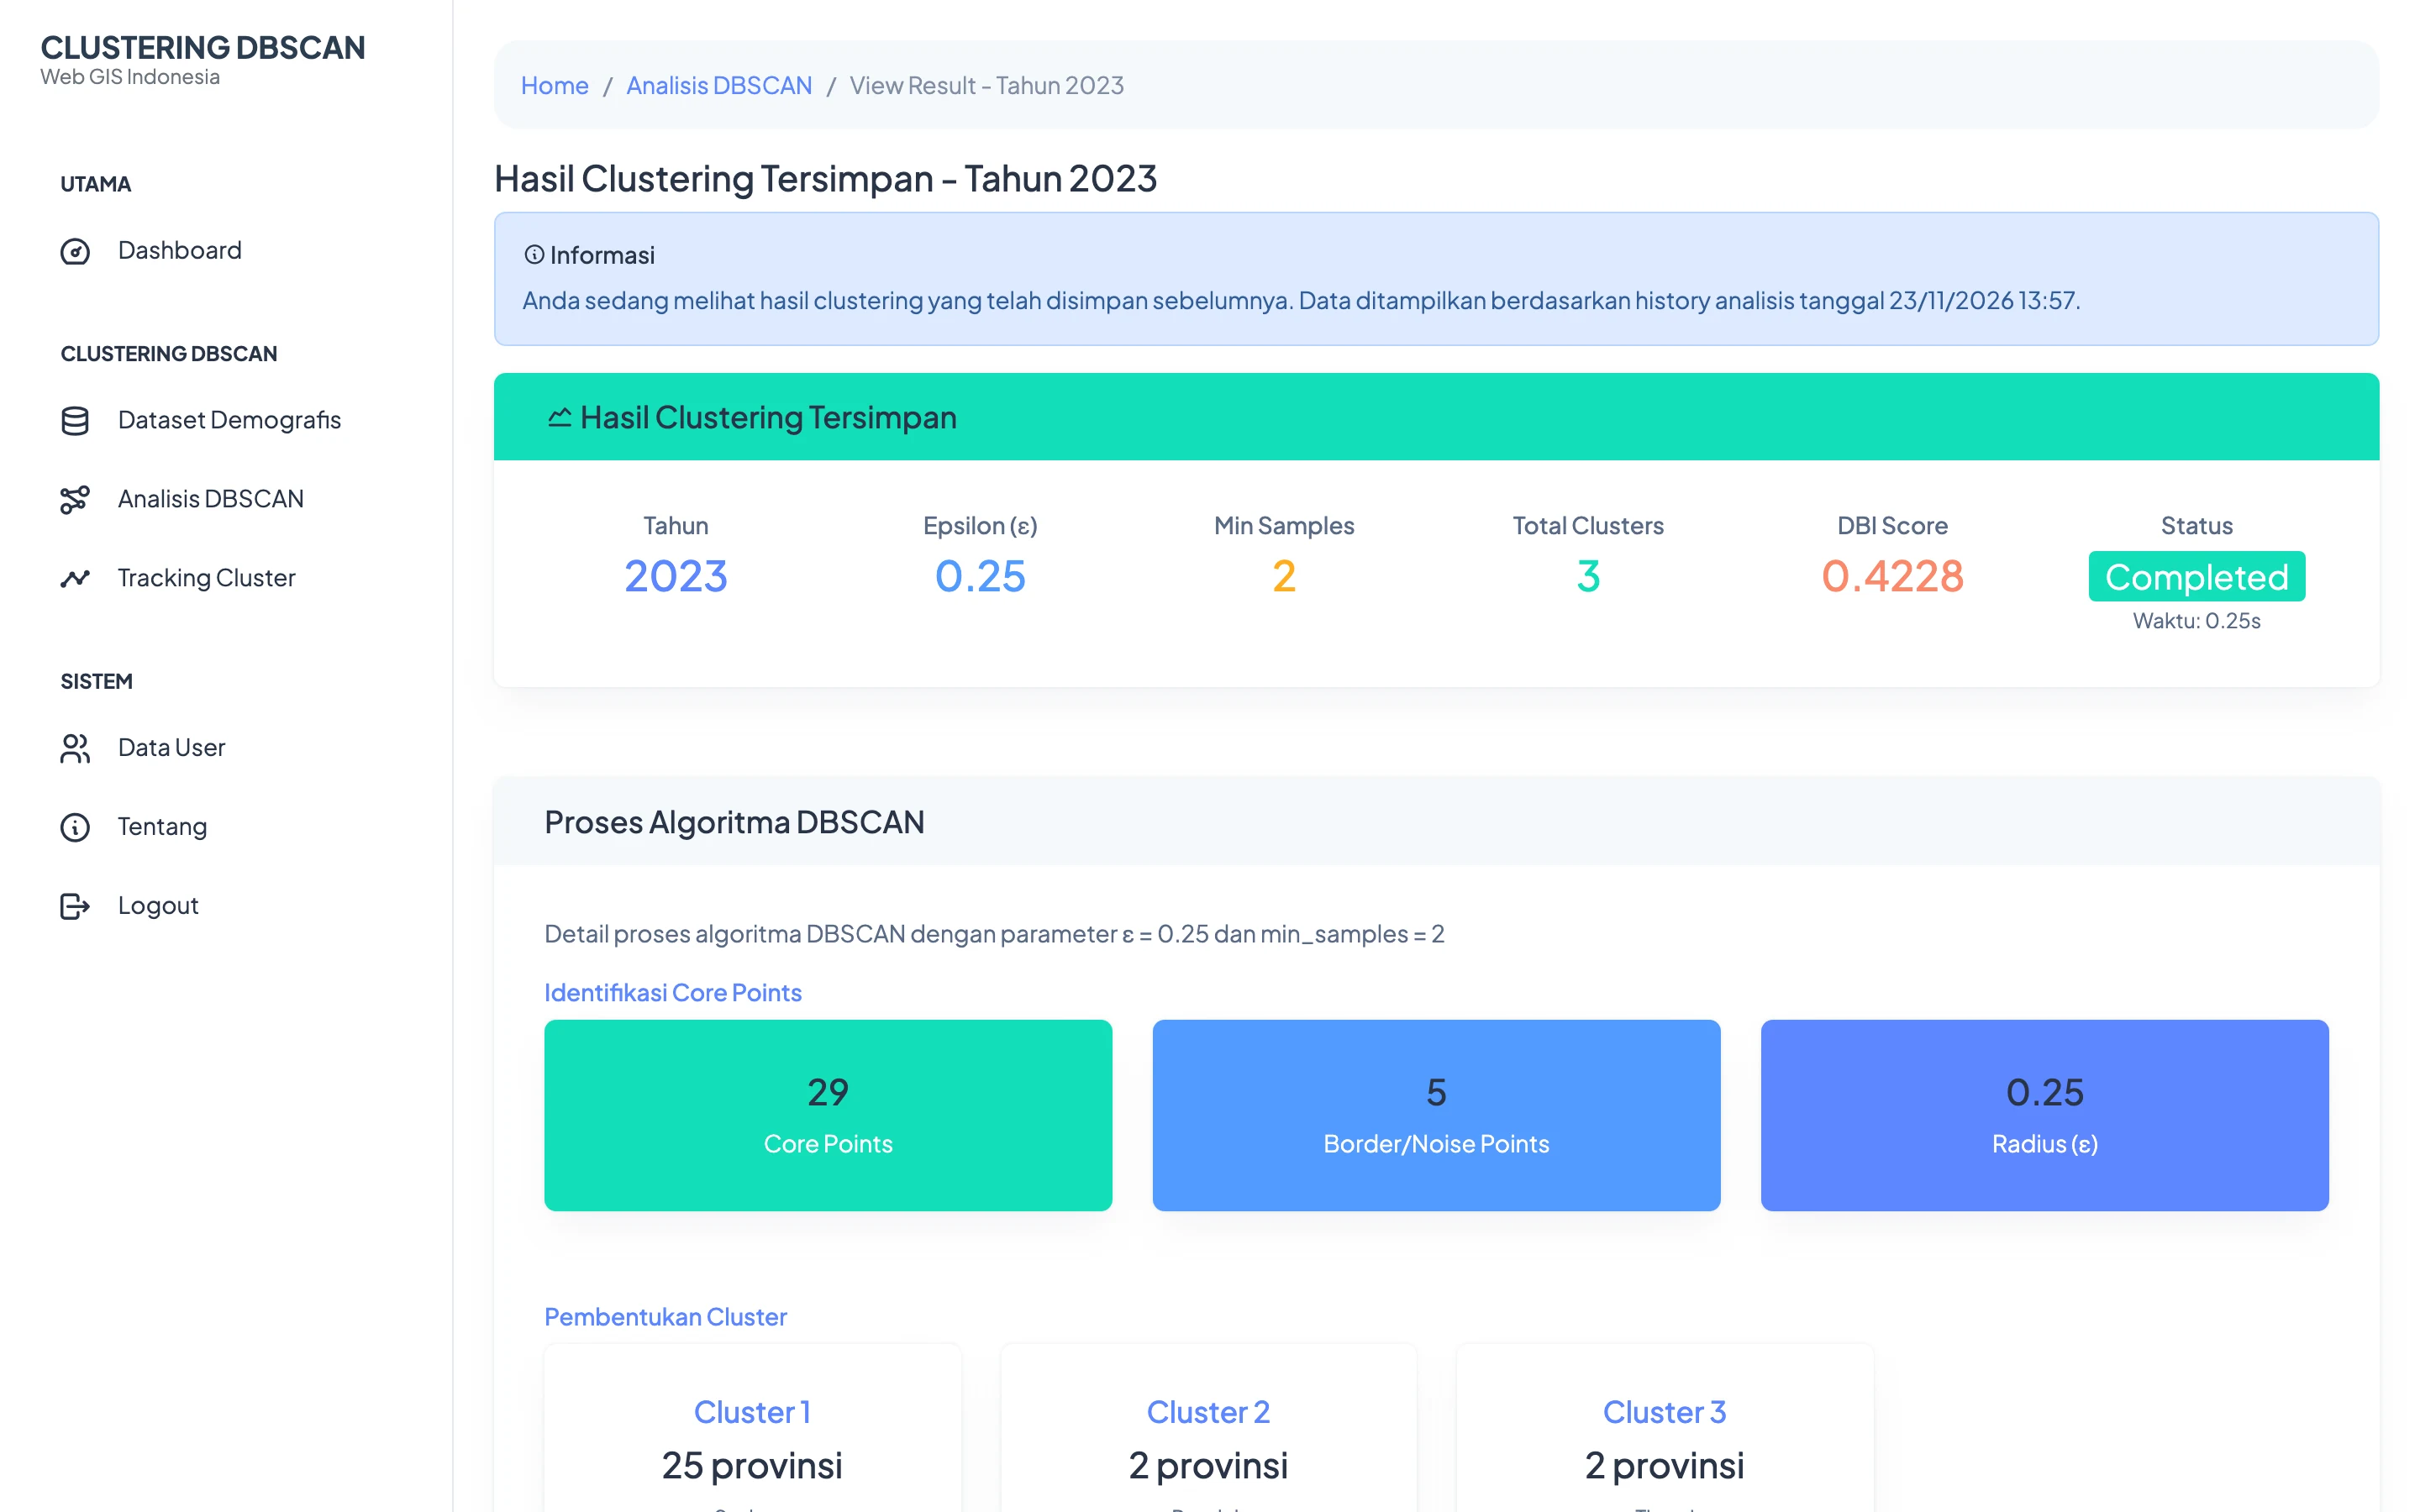 CLUSTERING DBSCAN
Web GIS Indonesia
UTAMA
Dashboard
CLUSTERING DBSCAN
Dataset Demografis
Analisis DBSCAN
Tracking Cluster
SISTEM
Data User
Tentang
Logout
Home / Analisis DBSCAN / View Result - Tahun 2023
Hasil Clustering Tersimpan - Tahun 2023
Informasi
Anda sedang melihat hasil clustering yang telah disimpan sebelumnya. Data ditampilkan berdasarkan history analisis tanggal 23/11/2026 13:57.
Hasil Clustering Tersimpan
Tahun
2023
Epsilon (ε)
0.25
Min Samples
2
Total Clusters
3
DBI Score
0.4228
Status
Completed
Waktu: 0.25s
Proses Algoritma DBSCAN
Detail proses algoritma DBSCAN dengan parameter ε = 0.25 dan min_samples = 2
Identifikasi Core Points
29
Core Points
5
Border/Noise Points
0.25
Radius (ε)
Pembentukan Cluster
Cluster 1
25 provinsi
Cluster 2
2 provinsi
Cluster 3
2 provinsi